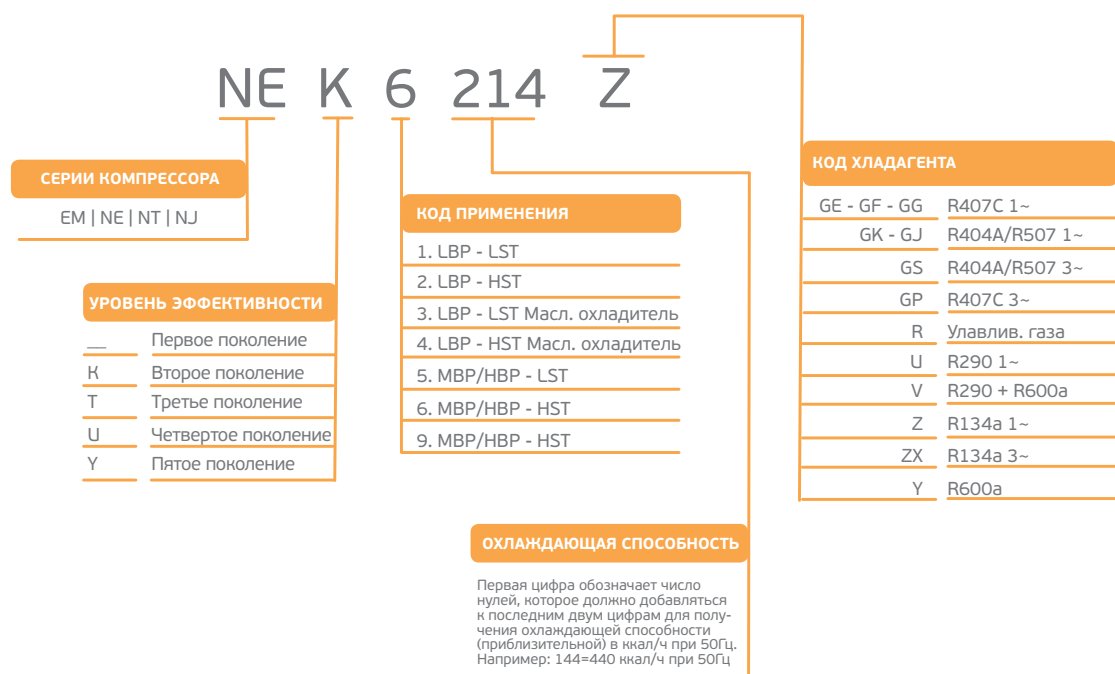 NE K 6 214 Z
СЕРИИ КОМПРЕССОРА
EM | NE | NT | NJ
УРОВЕНЬ ЭФФЕКТИВНОСТИ
__ Первое поколение
К Второе поколение
T Третье поколение
U Четвертое поколение
Y Пятое поколение
КОД ПРИМЕНЕНИЯ
1. LBP - LST
2. LBP - HST
3. LBP - LST Масл. охладитель
4. LBP - HST Масл. охладитель
5. MBP/HBP - LST
6. MBP/HBP - HST
9. MBP/HBP - HST
КОД ХЛАДАГЕНТА
GE - GF - GG R407C 1~
GK - GJ R404A/R507 1~
GS R404A/R507 3~
GP R407C 3~
R Улавлив. газа
U R290 1~
V R290 + R600a
Z R134a 1~
ZX R134a 3~
Y R600a
ОХЛАЖДАЮЩАЯ СПОСОБНОСТЬ
Первая цифра обозначает число
нулей, которое должно добавляться
к последним двум цифрам для полу-
чения охлаждающей способности
(приблизительной) в ккал/ч при 50Гц.
Например: 144=440 ккал/ч при 50Гц